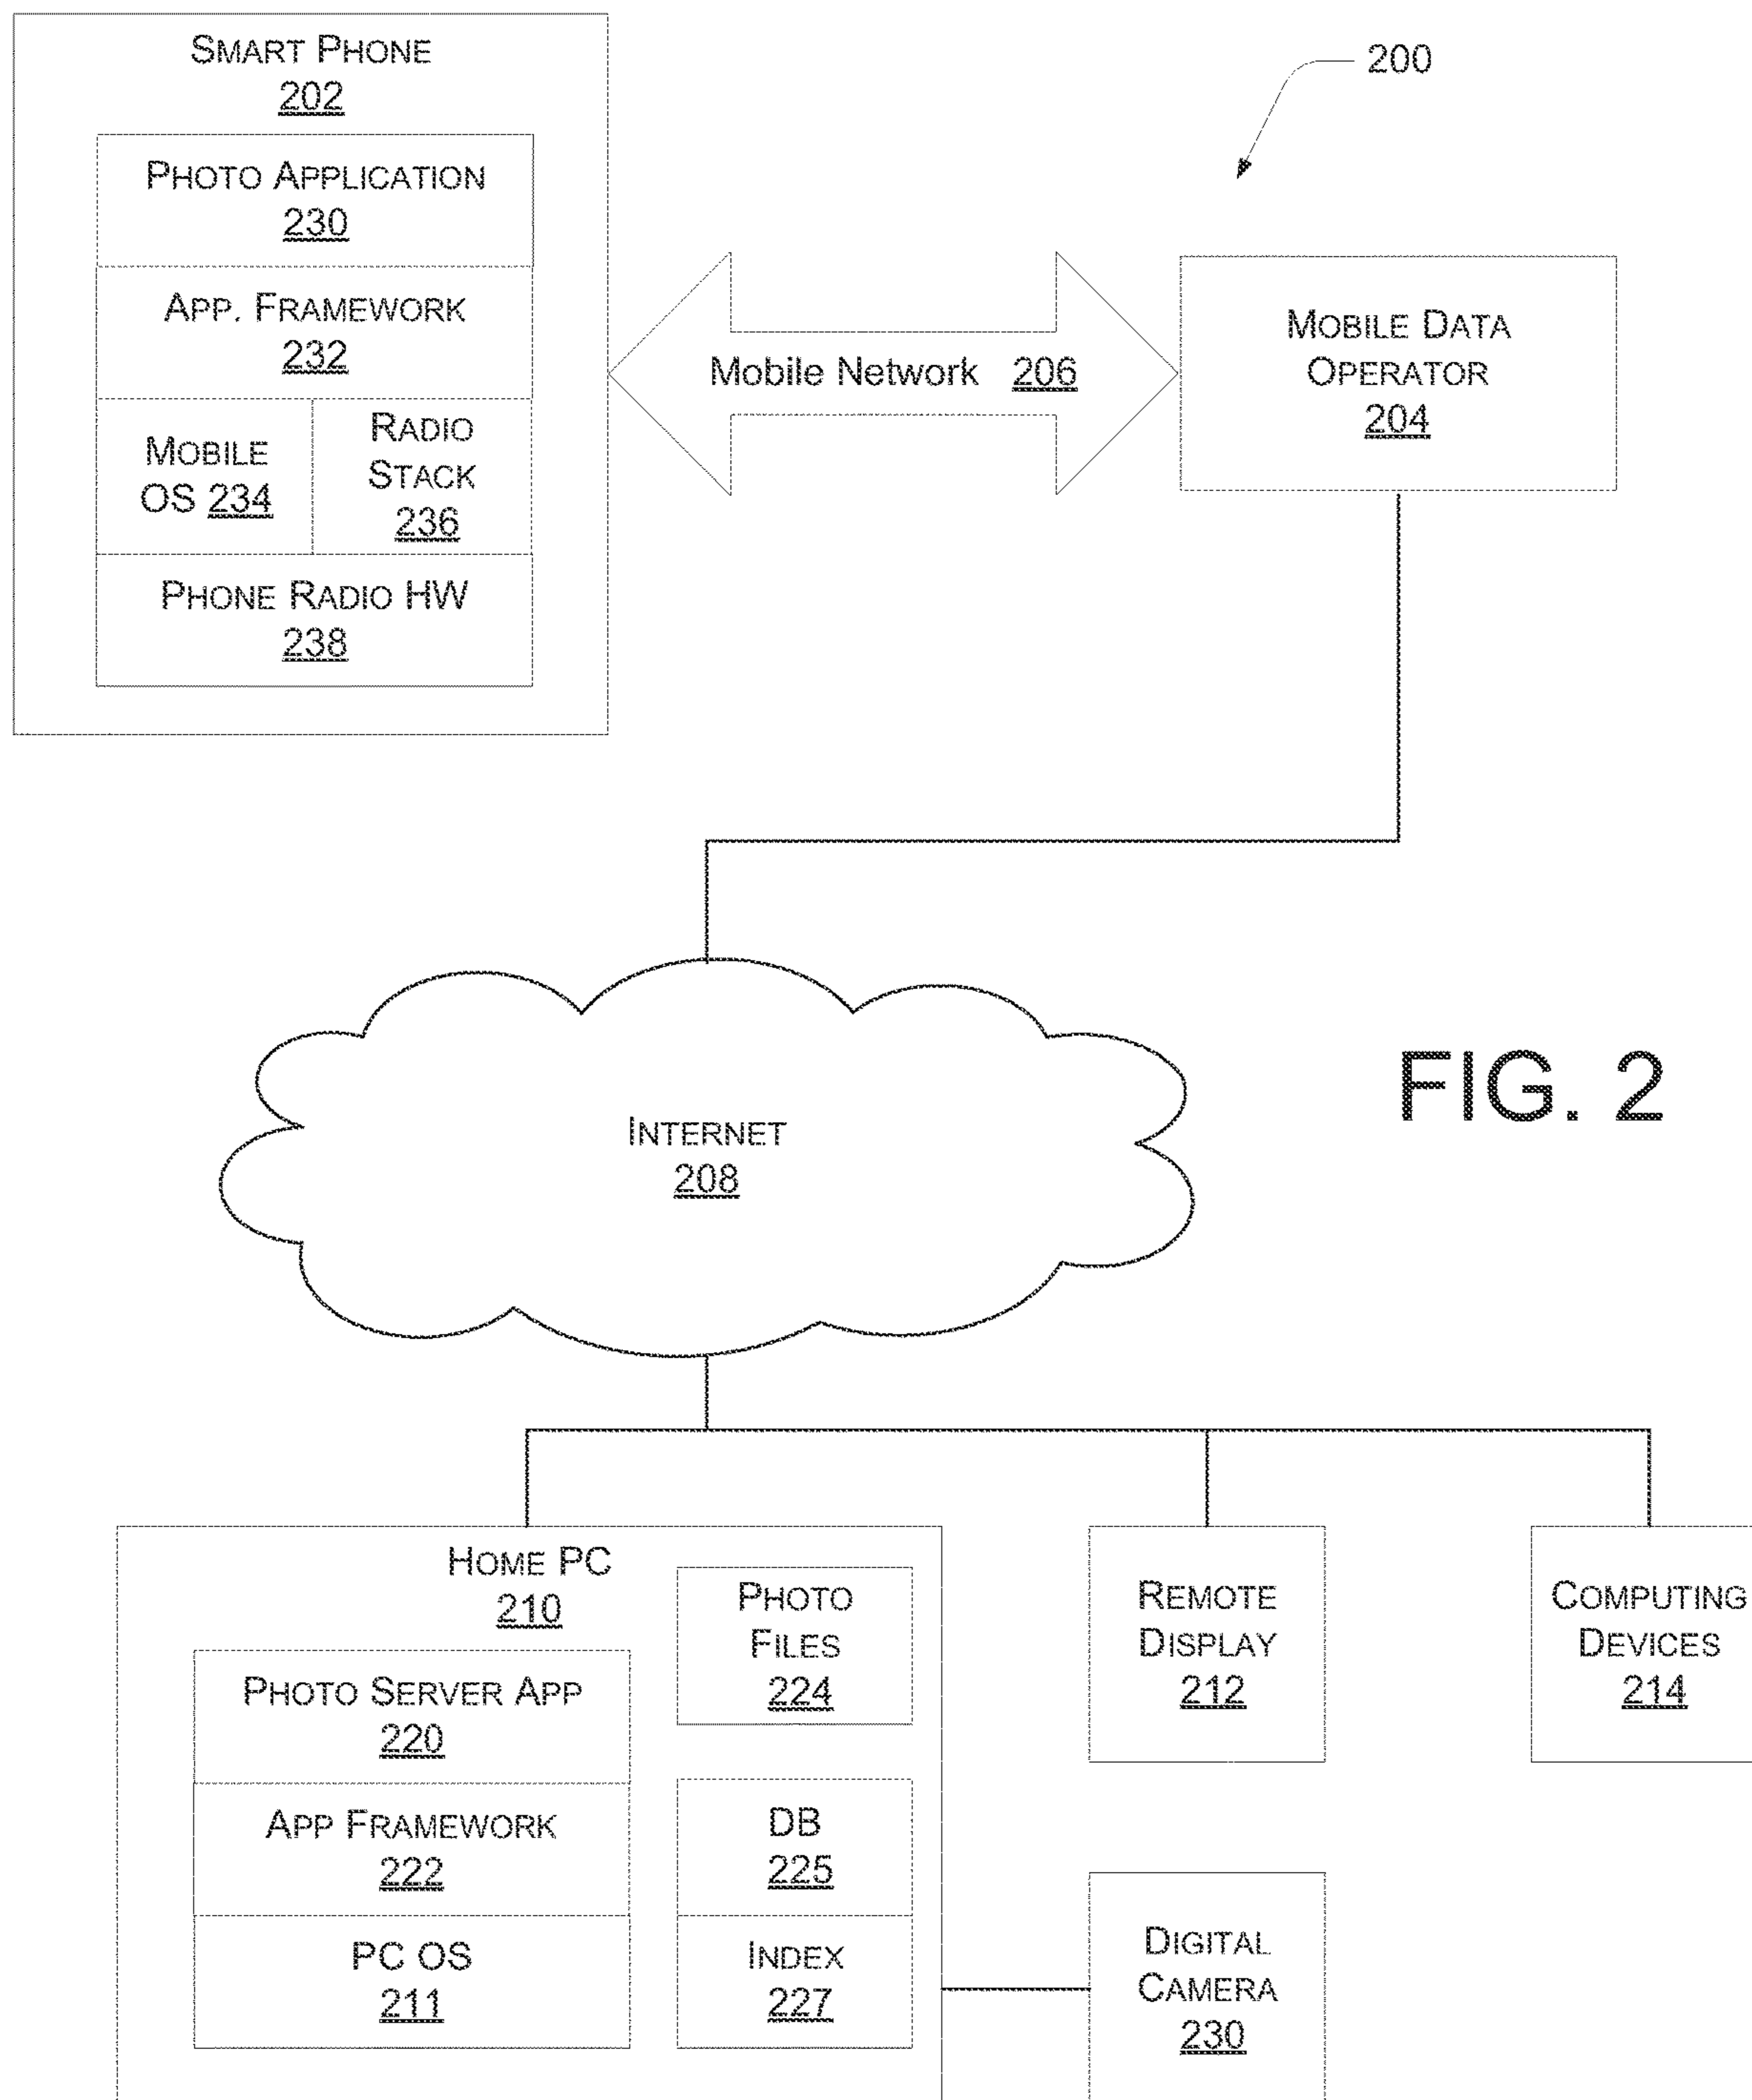 SMART PHONE
202
200
PHOTO APPLICATION
230
APP. FRAMEWORK
232
MOBILE
OS 234
RADIO
STACK
236
PHONE RADIO HW
238
Mobile Network 206
MOBILE DATA
OPERATOR
204
INTERNET
208
FIG. 2
HOME PC
210
PHOTO SERVER APP
220
APP FRAMEWORK
222
PC OS
211
PHOTO
FILES
224
DB
225
INDEX
227
REMOTE
DISPLAY
212
COMPUTING
DEVICES
214
DIGITAL
CAMERA
230